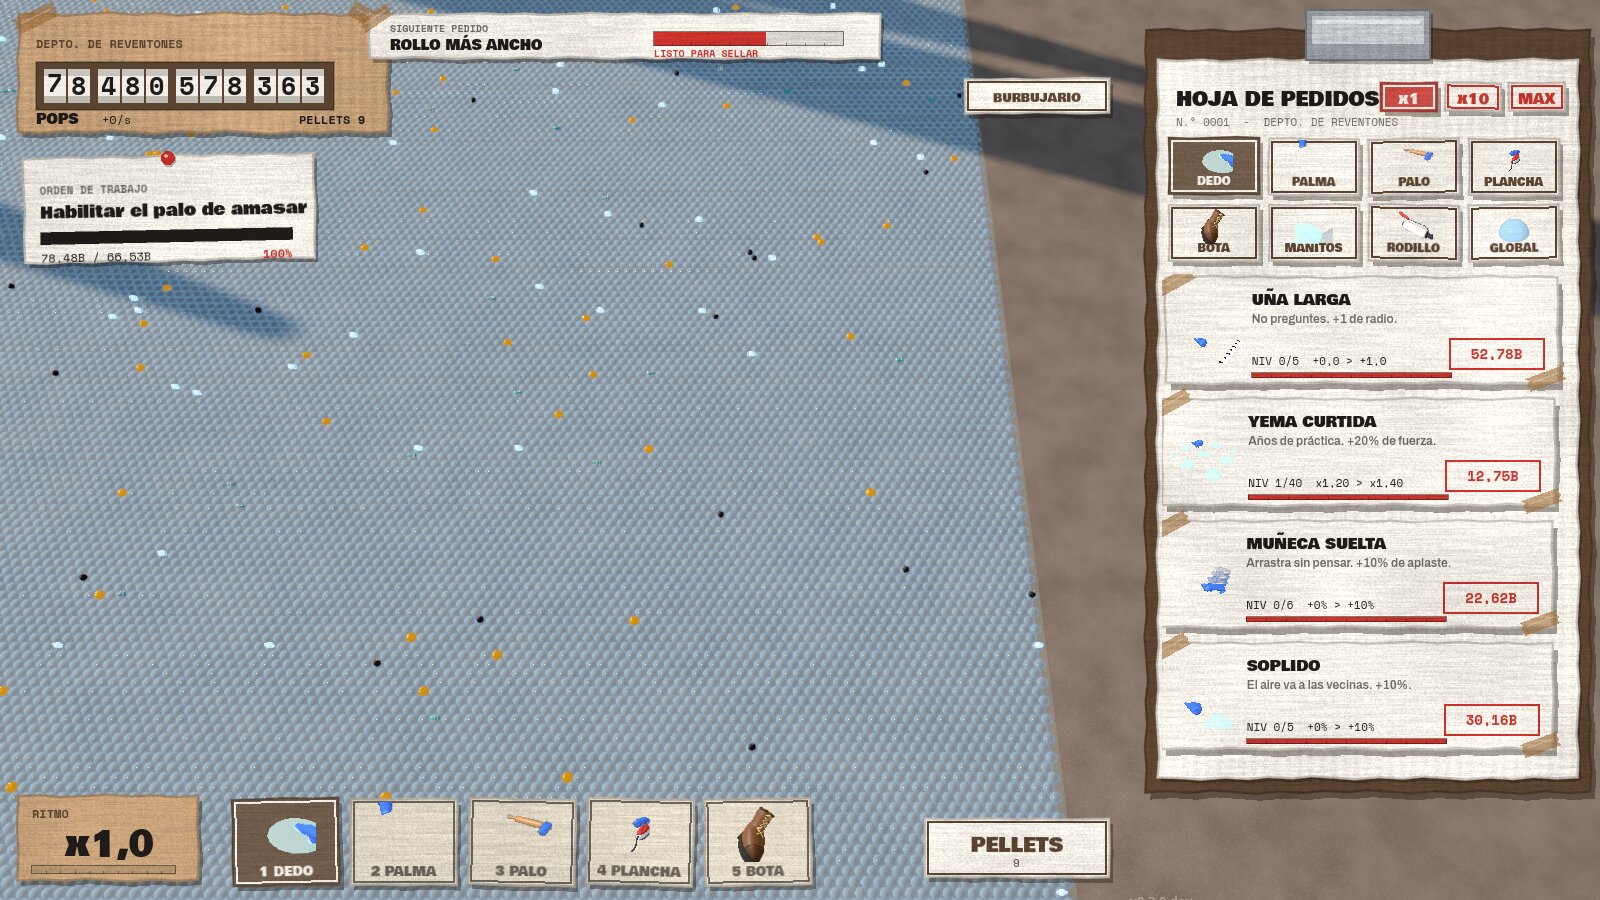 DEPTO. DE REVENTONES
78 480 578 363
POPS +0/s PELLETS 9
SIGUIENTE PEDIDO
ROLLO MÁS ANCHO
LISTO PARA SELLAR
BURBUJARIO
ORDEN DE TRABAJO
Habilitar el palo de amasar
78,48B / 66,53B 100%
HOJA DE PEDIDOS x1 x10 MAX
N.° 0001 - DEPTO. DE REVENTONES
DEDO PALMA PALO PLANCHA
BOTA MANITOS RODILLO GLOBAL
UÑA LARGA
No preguntes. +1 de radio.
NIV 0/5 +0,0 > +1,0 52,78B
YEMA CURTIDA
Años de práctica. +20% de fuerza.
NIV 1/40 x1,20 > x1,40 12,75B
MUÑECA SUELTA
Arrastra sin pensar. +10% de aplaste.
NIV 0/6 +0% > +10% 22,62B
SOPLIDO
El aire va a las vecinas. +10%.
NIV 0/5 +0% > +10% 30,16B
RITMO
x1,0
1 DEDO 2 PALMA 3 PALO 4 PLANCHA 5 BOTA
PELLETS
9